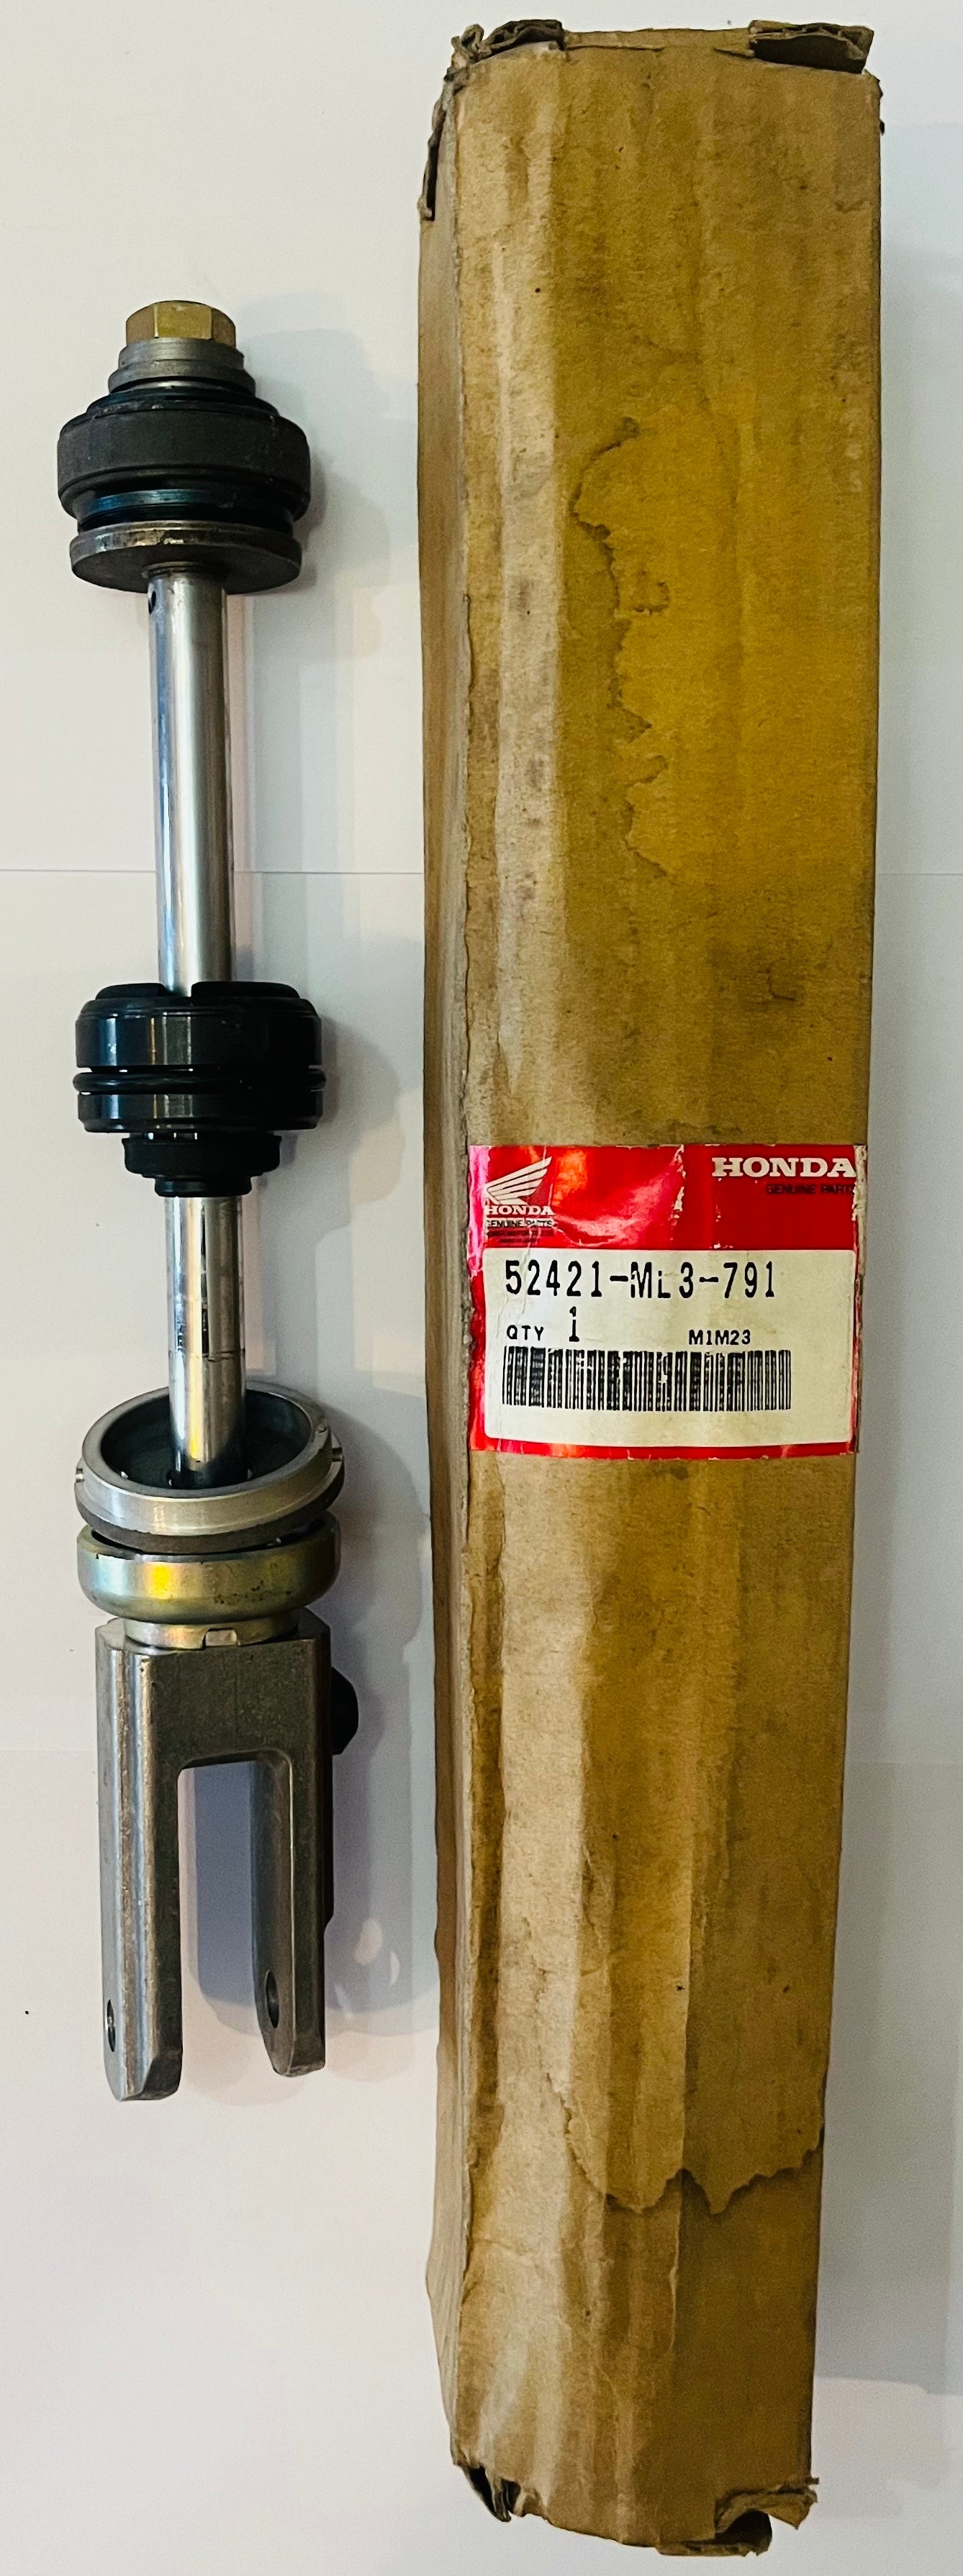 HONDA
GENUINE PARTS
HONDA
GENUINE PARTS
52421-ML3-791
QTY 1 M1M23